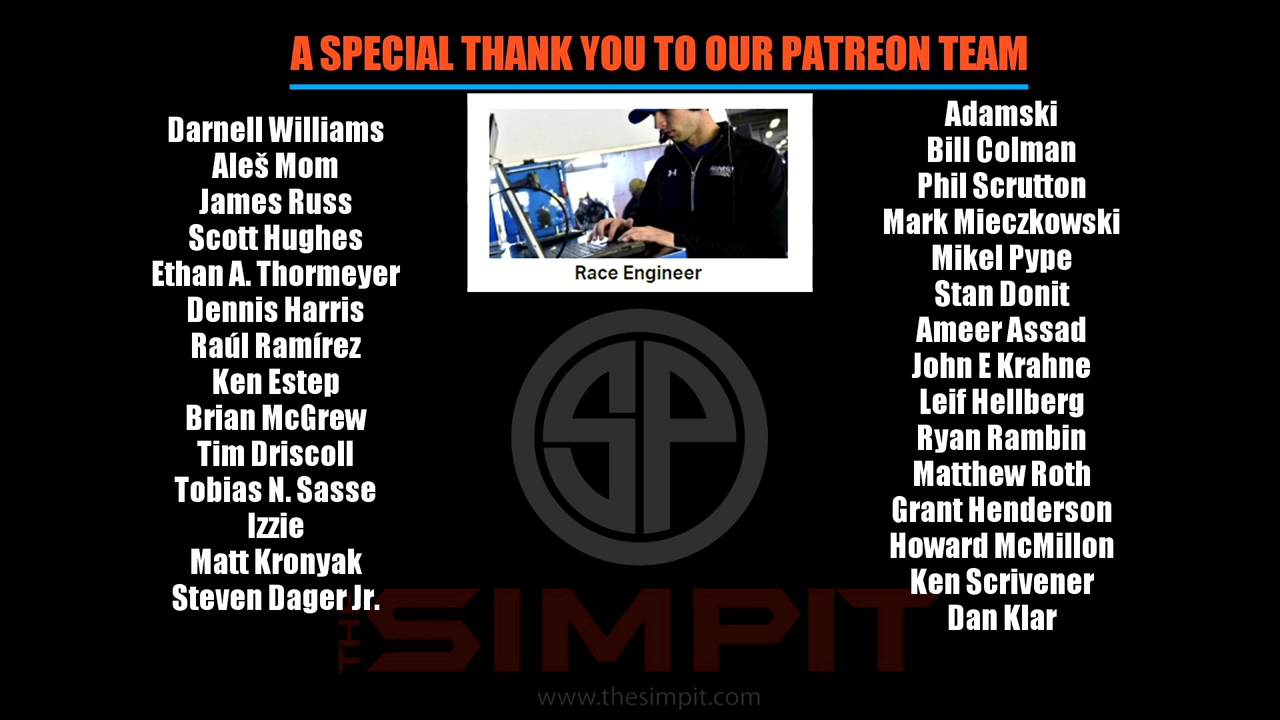 A SPECIAL THANK YOU TO OUR PATREON TEAM
Darnell Williams
Aleš Mom
James Russ
Scott Hughes
Ethan A. Thormeyer
Dennis Harris
Raúl Ramírez
Ken Estep
Brian McGrew
Tim Driscoll
Tobias N. Sasse
Izzie
Matt Kronyak
Steven Dager Jr.
Race Engineer
SP
THE SIMPIT
www.thesimpit.com
Adamski
Bill Colman
Phil Scrutton
Mark Mieczkowski
Mikel Pype
Stan Donit
Ameer Assad
John E Krahne
Leif Hellberg
Ryan Rambin
Matthew Roth
Grant Henderson
Howard McMillon
Ken Scrivener
Dan Klar